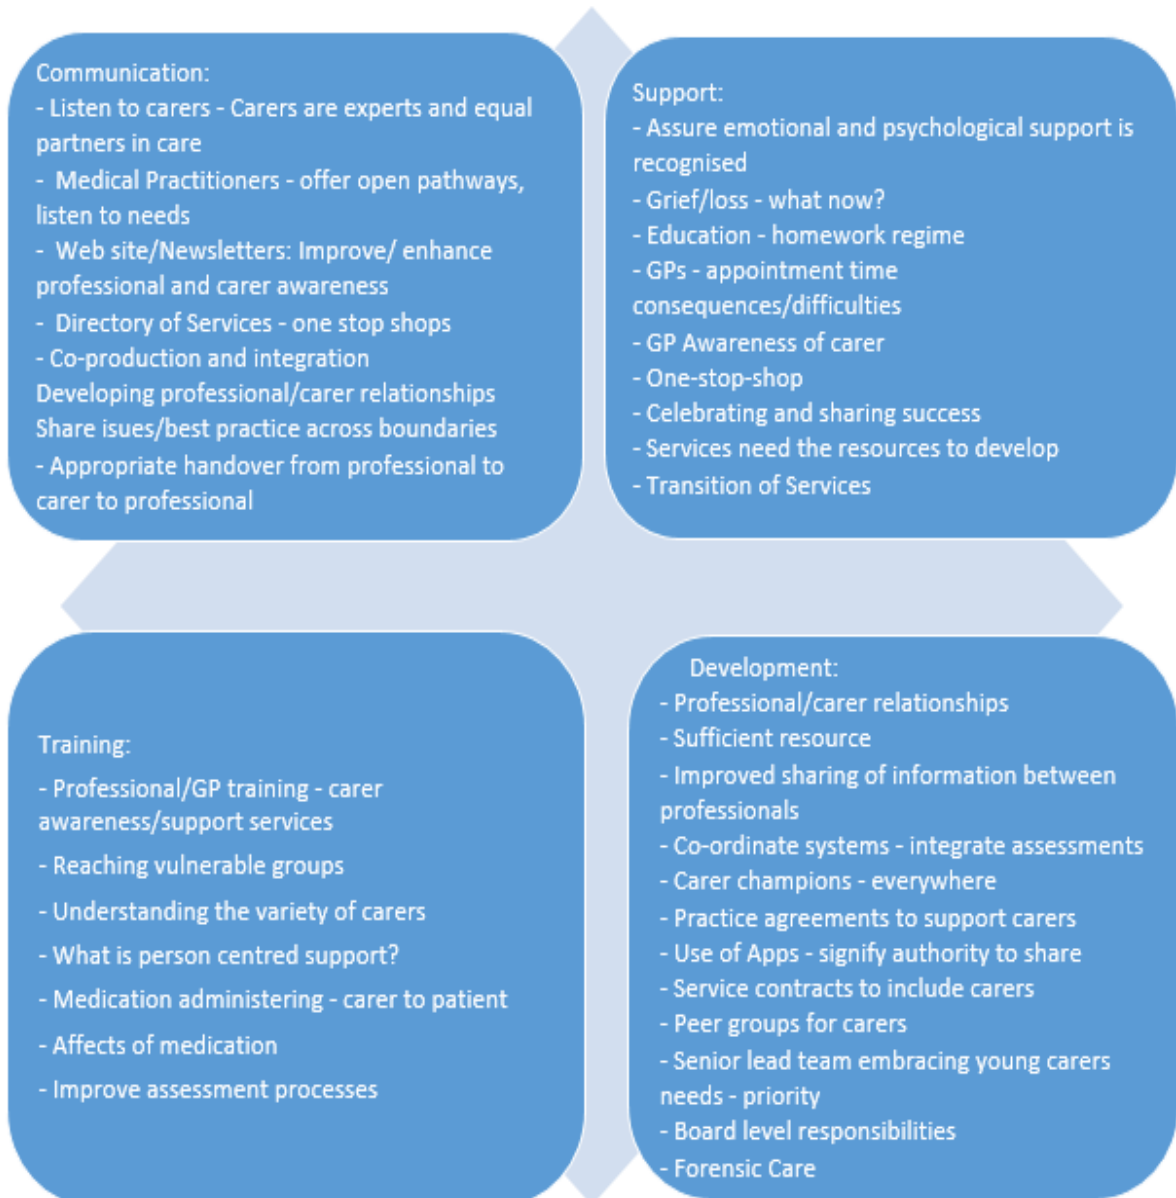 Communication:
- Listen to carers - Carers are experts and equal
partners in care
- Medical Practitioners - offer open pathways,
listen to needs
- Web site/Newsletters: Improve/ enhance
professional and carer awareness
- Directory of Services - one stop shops
- Co-production and integration
Developing professional/carer relationships
Share isues/best practice across boundaries
- Appropriate handover from professional to
carer to professional
Support:
- Assure emotional and psychological support is
recognised
- Grief/loss - what now?
- Education - homework regime
- GPs - appointment time
consequences/difficulties
- GP Awareness of carer
- One-stop-shop
- Celebrating and sharing success
- Services need the resources to develop
- Transition of Services
Training:
- Professional/GP training - carer
awareness/support services
- Reaching vulnerable groups
- Understanding the variety of carers
- What is person centred support?
- Medication administering - carer to patient
- Affects of medication
- Improve assessment processes
Development:
- Professional/carer relationships
- Sufficient resource
- Improved sharing of information between
professionals
- Co-ordinate systems - integrate assessments
- Carer champions - everywhere
- Practice agreements to support carers
- Use of Apps - signify authority to share
- Service contracts to include carers
- Peer groups for carers
- Senior lead team embracing young carers
needs - priority
- Board level responsibilities
- Forensic Care